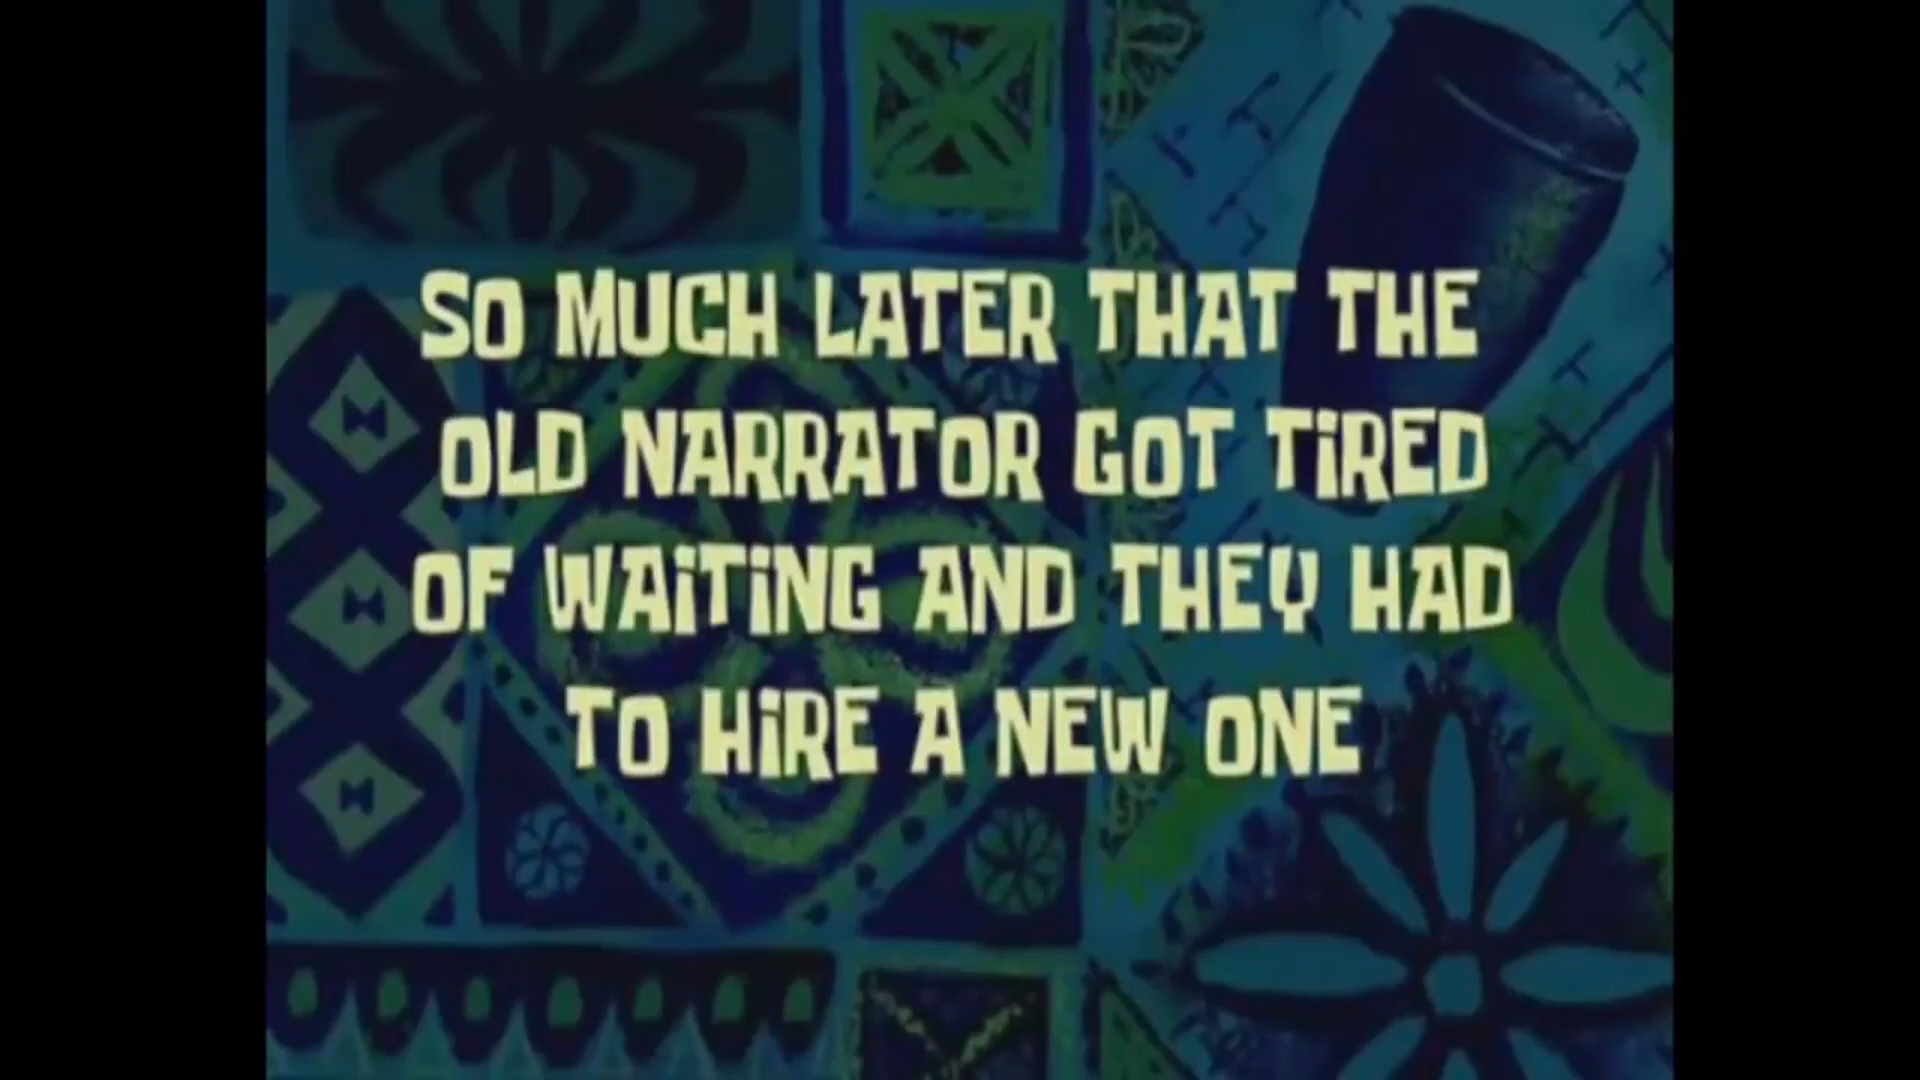 SO MUCH LATER THAT THE
OLD NARRATOR GOT TiRED
OF WAiTiNG AND THEY HAD
TO HiRE A NEW ONE